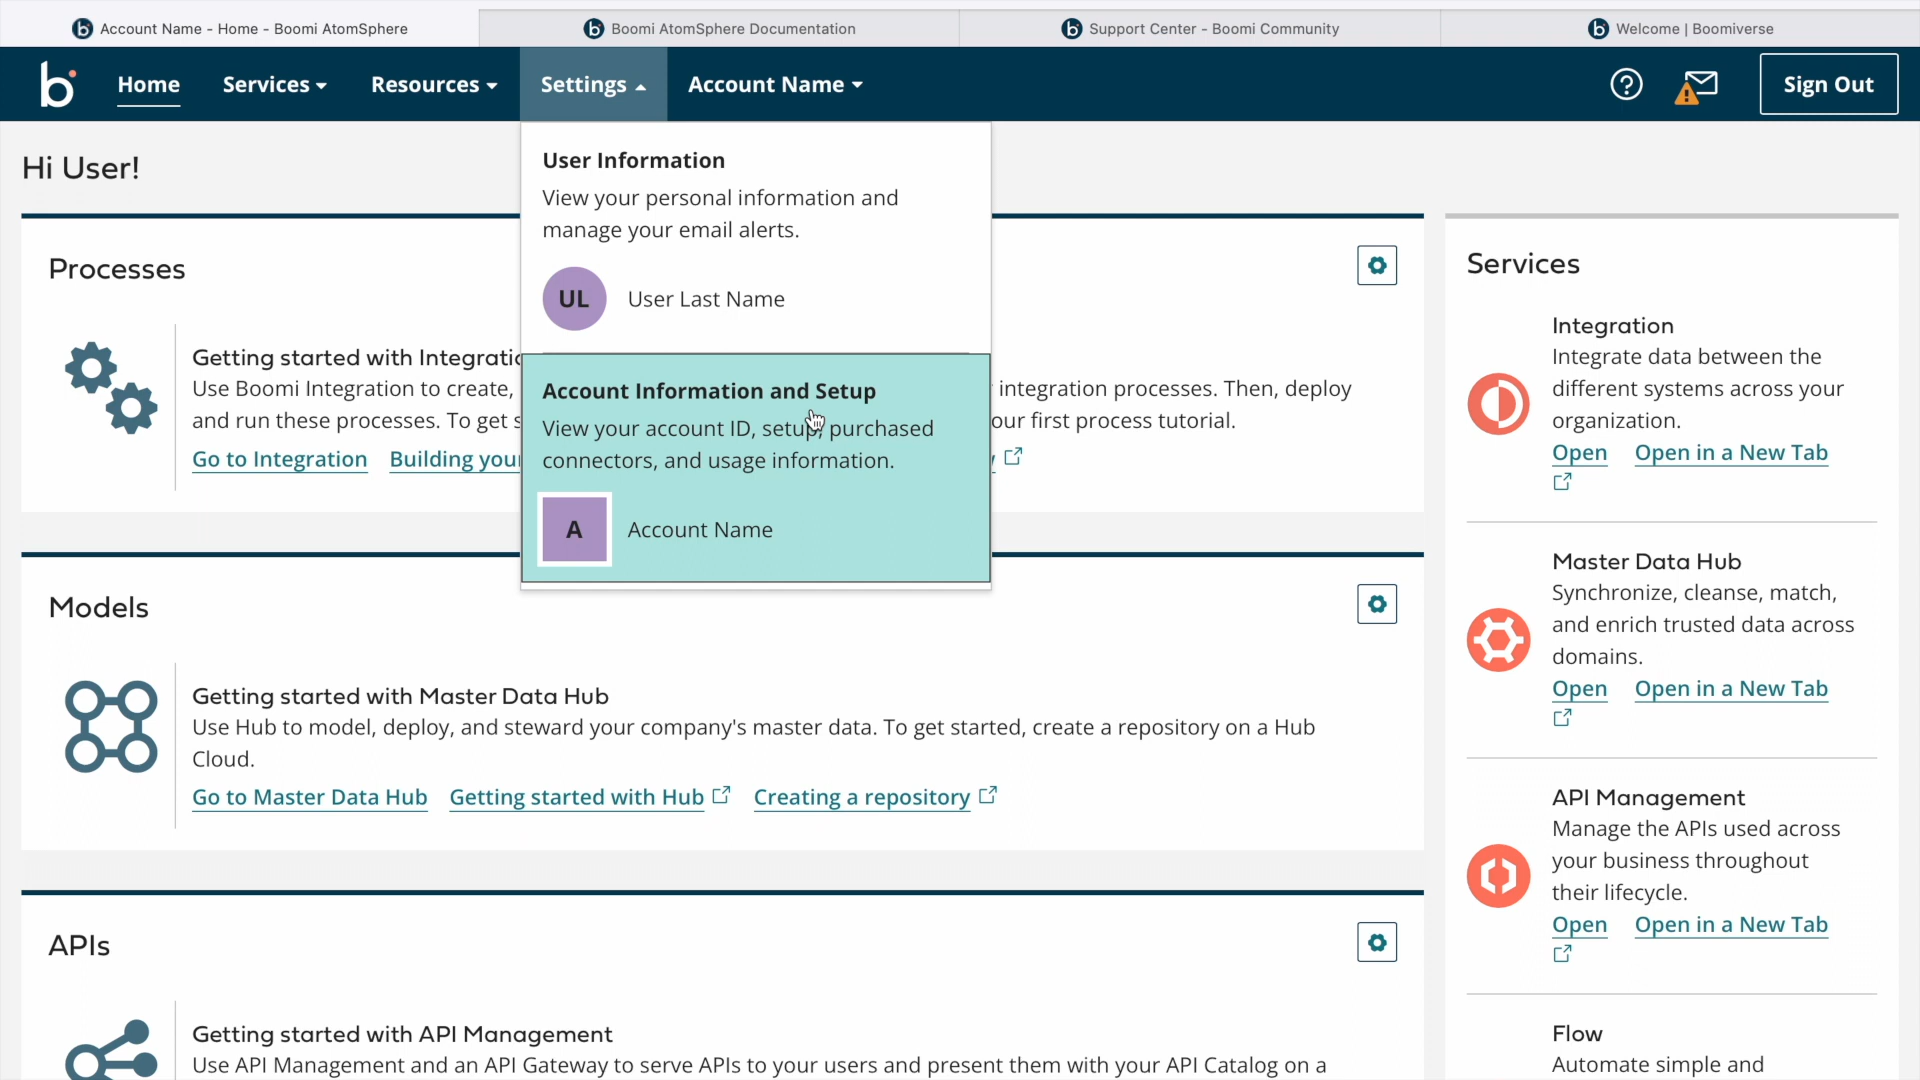 Account Name - Home - Boomi AtomSphere
Boomi AtomSphere Documentation
Support Center - Boomi Community
Welcome | Boomiverse
Home
Services
Resources
Settings
Account Name
Sign Out
Hi User!
User Information
View your personal information and
manage your email alerts.
UL
User Last Name
Account Information and Setup
View your account ID, setup, purchased
connectors, and usage information.
A
Account Name
Processes
Getting started with Integratio
Use Boomi Integration to create,
integration processes. Then, deploy
and run these processes. To get s
our first process tutorial.
Go to Integration
Building your
Models
Getting started with Master Data Hub
Use Hub to model, deploy, and steward your company's master data. To get started, create a repository on a Hub
Cloud.
Go to Master Data Hub
Getting started with Hub
Creating a repository
APIs
Getting started with API Management
Use API Management and an API Gateway to serve APIs to your users and present them with your API Catalog on a
Services
Integration
Integrate data between the
different systems across your
organization.
Open
Open in a New Tab
Master Data Hub
Synchronize, cleanse, match,
and enrich trusted data across
domains.
Open
Open in a New Tab
API Management
Manage the APIs used across
your business throughout
their lifecycle.
Open
Open in a New Tab
Flow
Automate simple and